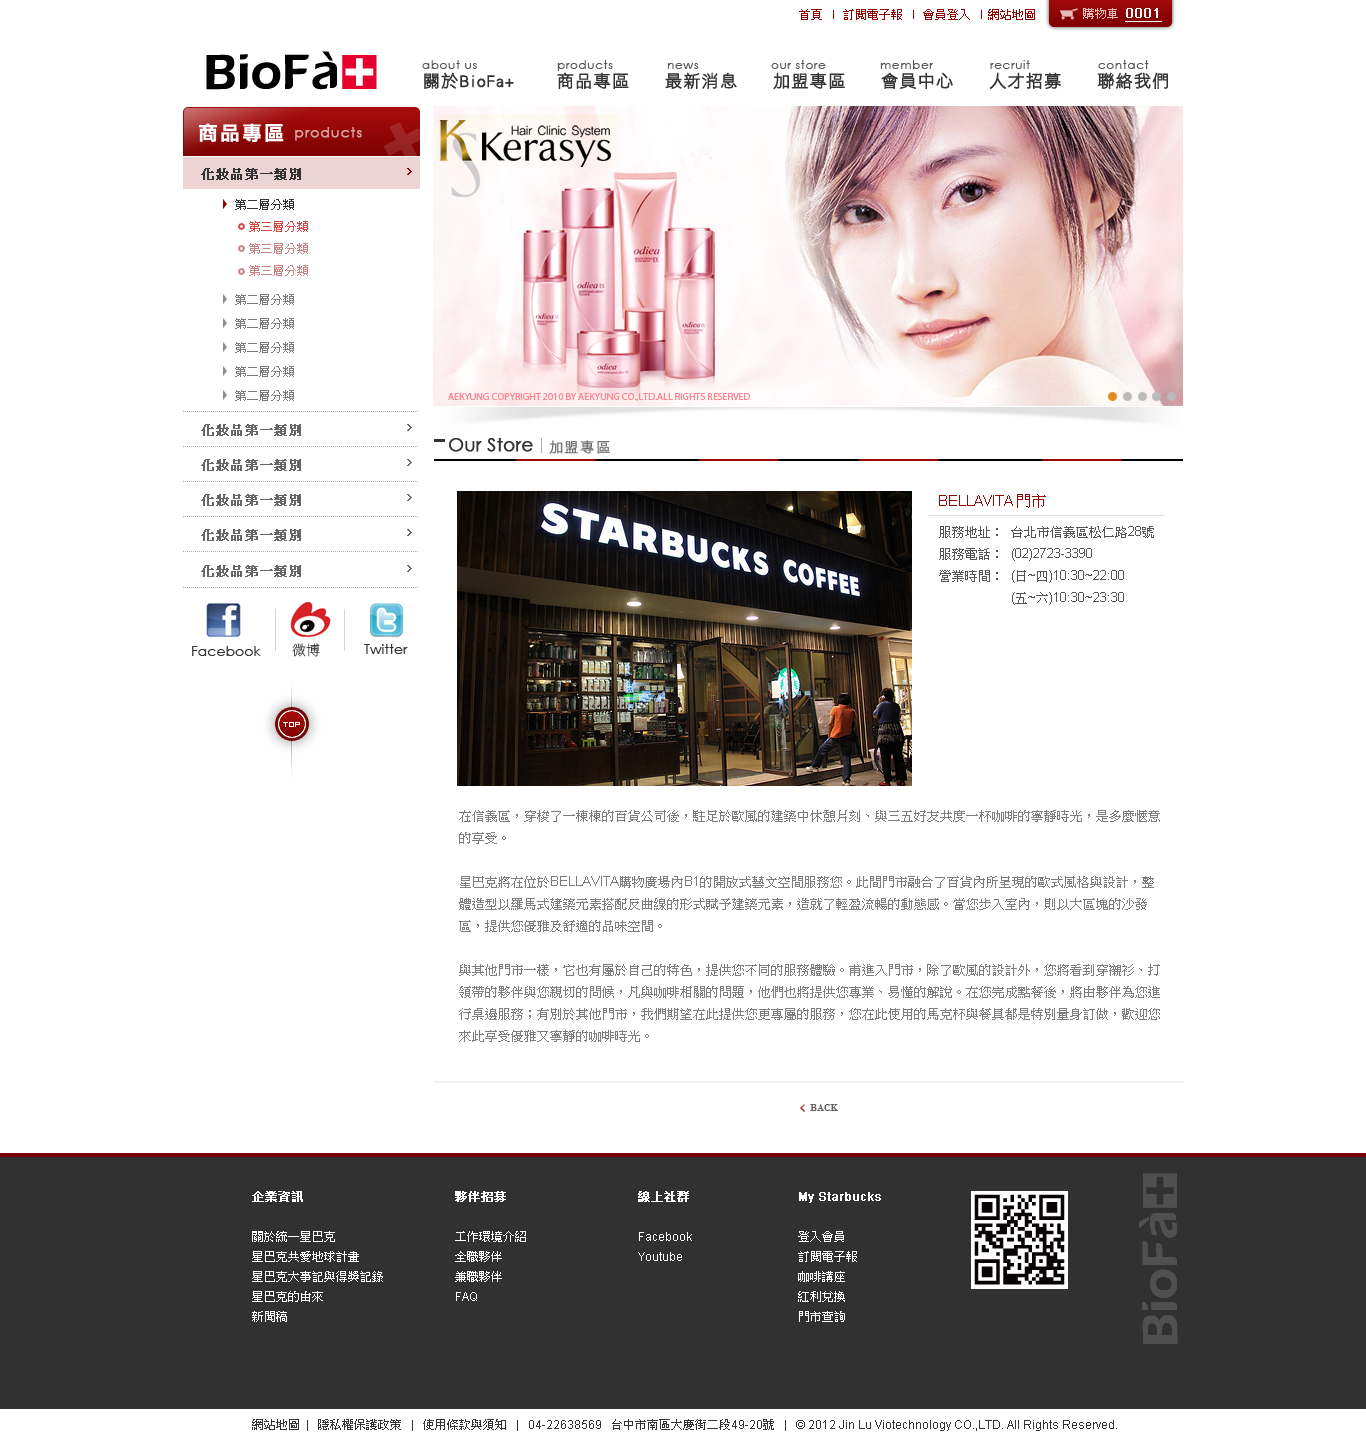 首頁 | 訂閱電子報 | 會員登入 | 網站地圖
購物車 0001
BioFà+
about us
關於BioFa+
products
商品專區
news
最新消息
our store
加盟專區
member
會員中心
recruit
人才招募
contact
聯絡我們
商品專區 products
化妝品第一類別
第二層分類
第三層分類
第三層分類
第三層分類
第二層分類
第二層分類
第二層分類
第二層分類
第二層分類
化妝品第一類別
化妝品第一類別
化妝品第一類別
化妝品第一類別
化妝品第一類別
Facebook
微博
Twitter
TOP
Hair Clinic System
KS Kerasys
odiea
odiea
odiea
odiea
odiea
odiea
AEKYUNG COPYRIGHT 2010 BY AEKYUNG CO.,LTD.ALL RIGHTS RESERVED
Our Store | 加盟專區
STARBUCKS COFFEE
BELLAVITA 門市
服務地址： 台北市信義區松仁路28號
服務電話： (02)2723-3390
營業時間： (日~四)10:30~22:00
(五~六)10:30~23:30
在信義區，穿梭了一棟棟的百貨公司後，駐足於歐風的建築中休憩片刻、與三五好友共度一杯咖啡的寧靜時光，是多麼愜意
的享受。
星巴克將在位於BELLAVITA購物廣場內B1的開放式藝文空間服務您。此間門市融合了百貨內所呈現的歐式風格與設計，整
體造型以羅馬式建築元素搭配反曲線的形式賦予建築元素，造就了輕盈流暢的動態感。當您步入室內，則以大區塊的沙發
區，提供您優雅及舒適的品味空間。
與其他門市一樣，它也有屬於自己的特色，提供您不同的服務體驗。甫進入門市，除了歐風的設計外，您將看到穿襯衫、打
領帶的夥伴與您親切的問候，凡與咖啡相關的問題，他們也將提供您專業、易懂的解說。在您完成點餐後，將由夥伴為您進
行桌邊服務；有別於其他門市，我們期望在此提供您更專屬的服務，您在此使用的馬克杯與餐具都是特別量身訂做，歡迎您
來此享受優雅又寧靜的咖啡時光。
BACK
企業資訊
關於統一星巴克
星巴克共愛地球計畫
星巴克大事記與得獎記錄
星巴克的由來
新聞稿
夥伴招募
工作環境介紹
全職夥伴
兼職夥伴
FAQ
線上社群
Facebook
Youtube
My Starbucks
登入會員
訂閱電子報
咖啡講座
紅利兌換
門市查詢
BioFà+
網站地圖 | 隱私權保護政策 | 使用條款與須知 | 04-22638569 台中市南區大慶街二段49-20號 | © 2012 Jin Lu Viotechnology CO.,LTD. All Rights Reserved.